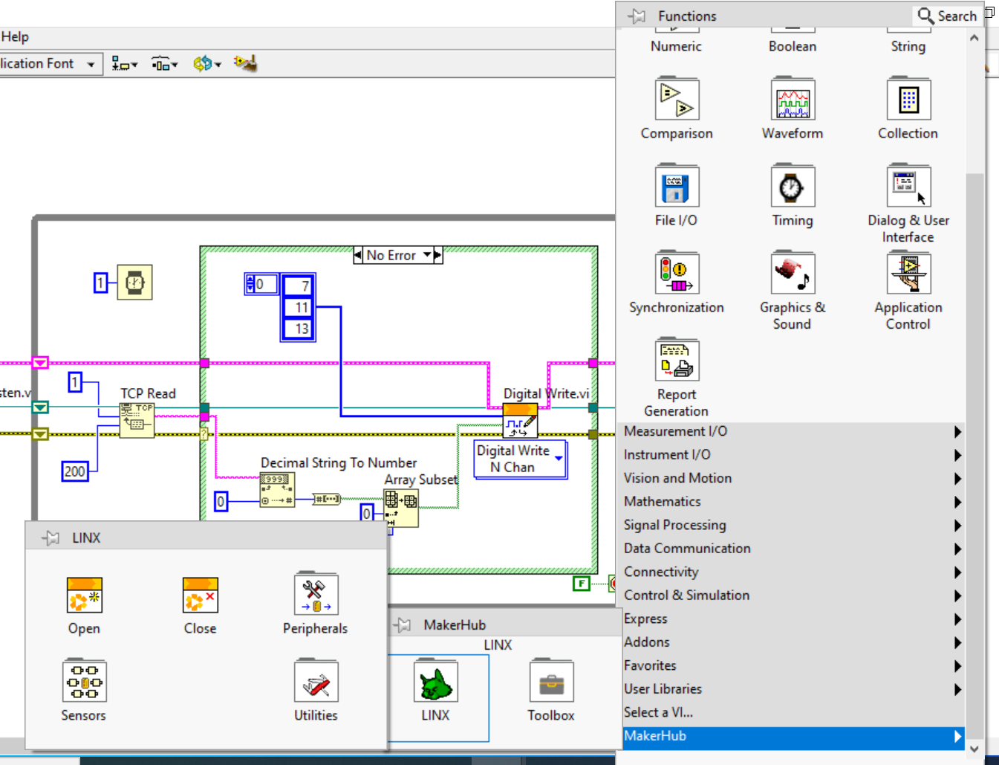 Functions
Search
Help
lication Font
Numeric
Boolean
String
Comparison
Waveform
Collection
File I/O
Timing
Dialog & User
Interface
Synchronization
Graphics &
Sound
Application
Control
Report
Generation
Measurement I/O
Instrument I/O
Vision and Motion
Mathematics
Signal Processing
Data Communication
Connectivity
Control & Simulation
Express
Addons
Favorites
User Libraries
Select a VI...
MakerHub
No Error
1
0
7
11
13
1
sten.v
TCP Read
TCP
200
Digital Write.vi
Digital Write
N Chan
Decimal String To Number
999
Array Subset
0
#[...]
0
F
LINX
Open
Close
Peripherals
Sensors
Utilities
MakerHub
LINX
LINX
Toolbox